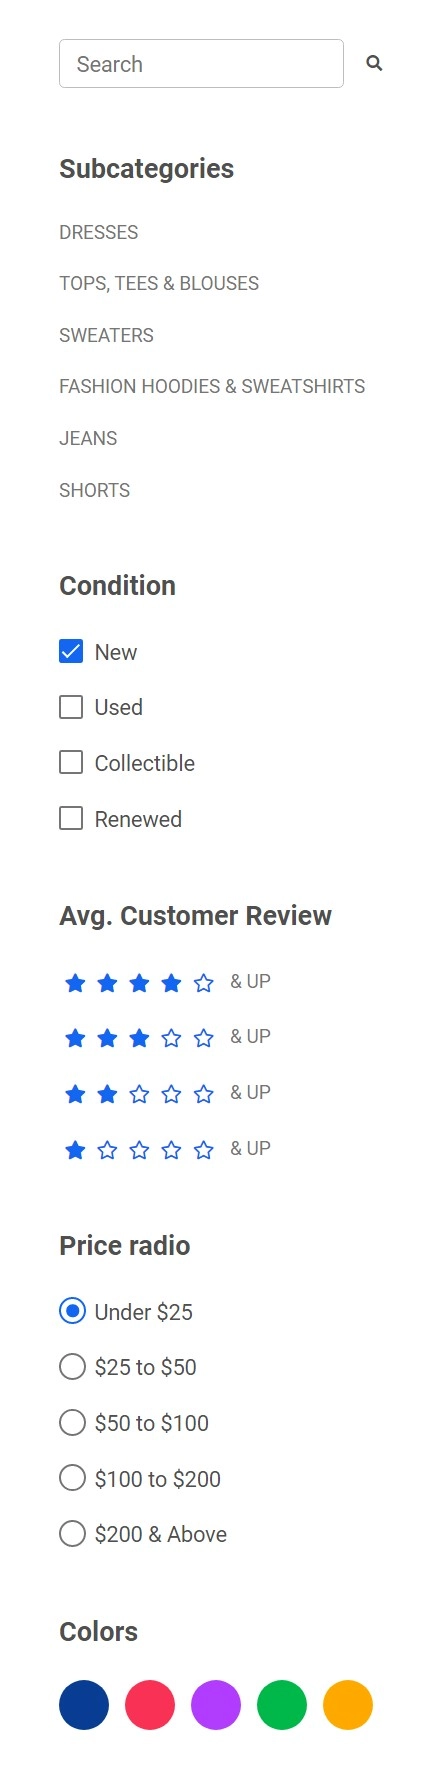 Search
Subcategories
DRESSES
TOPS, TEES & BLOUSES
SWEATERS
FASHION HOODIES & SWEATSHIRTS
JEANS
SHORTS
Condition
New
Used
Collectible
Renewed
Avg. Customer Review
& UP
& UP
& UP
& UP
Price radio
Under $25
$25 to $50
$50 to $100
$100 to $200
$200 & Above
Colors